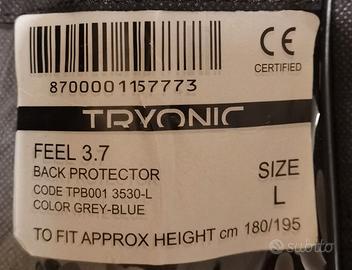 CE
8700001157773
CERTIFIED
TRYONIC
FEEL 3.7
BACK PROTECTOR
CODE TPB001 3530-L
COLOR GREY-BLUE
SIZE
L
TO FIT APPROX HEIGHT cm 180/195
subito